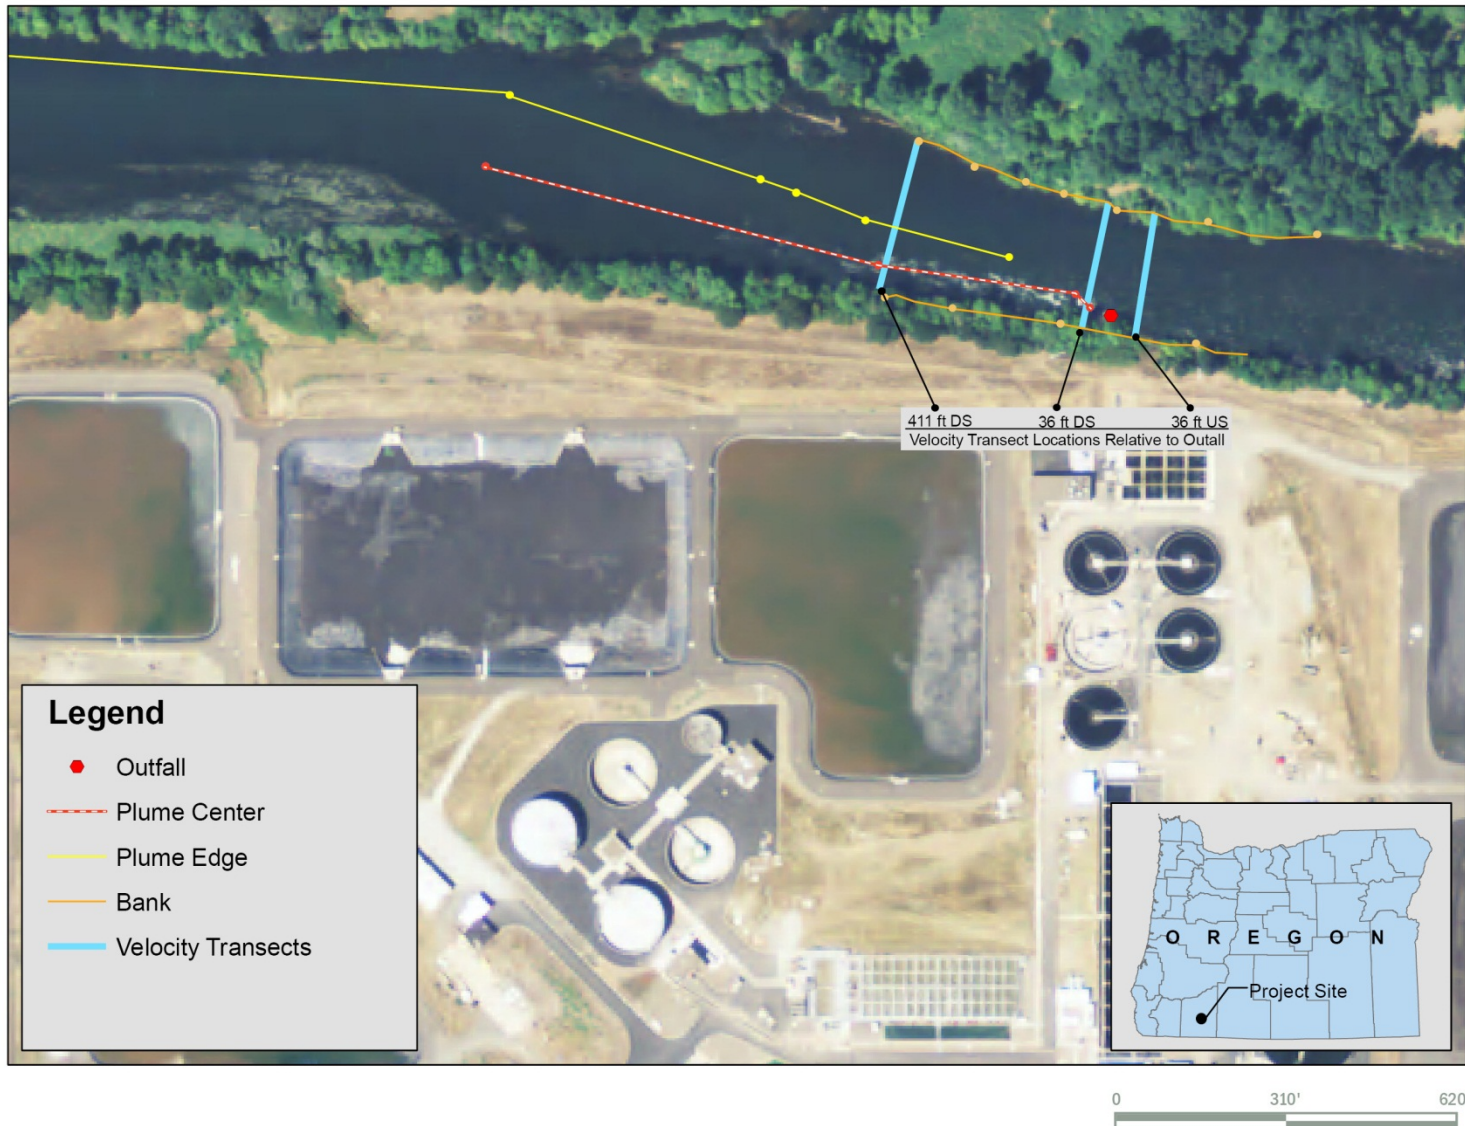 411 ft DS
36 ft DS
36 ft US
Velocity Transect Locations Relative to Outall
Legend
Outfall
Plume Center
Plume Edge
Bank
Velocity Transects
O R E G O N
Project Site
0
310'
620